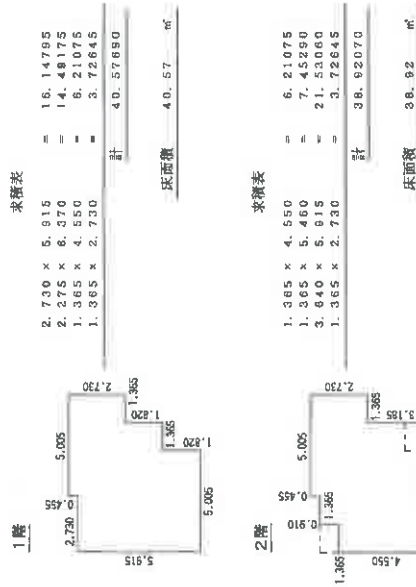 1階
2.730
0.455
5.005
2.730
1.365
1.820
1.365
1.820
5.005
5.915
求積表
2.730 × 5.915 = 16.14795
2.275 × 6.370 = 14.49175
1.365 × 4.550 = 6.21075
1.365 × 2.730 = 3.72645
計 40.57690
床面積 40.57 ㎡
2階
1.365
0.910
1.365
0.455
5.005
2.730
1.365
3.185
4.550
求積表
1.365 × 4.550 = 6.21075
1.365 × 5.460 = 7.45290
3.640 × 5.915 = 21.53060
1.365 × 2.730 = 3.72645
計 38.92070
床面積 38.92 ㎡